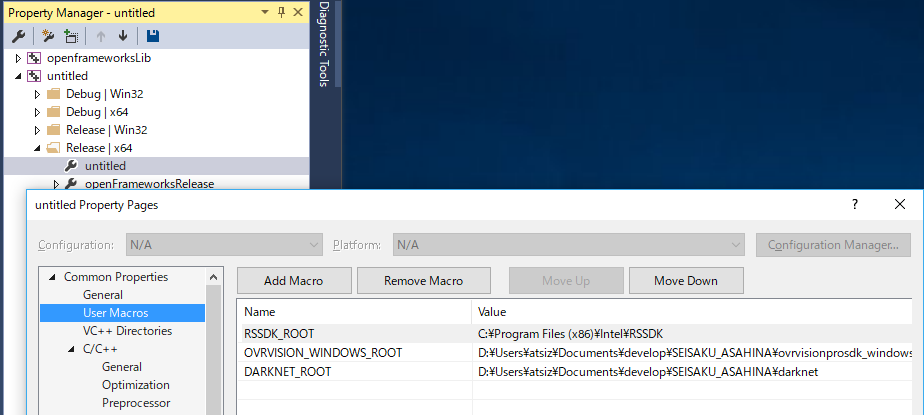 Property Manager - untitled
Diagnostic Tools
openframeworksLib
untitled
Debug | Win32
Debug | x64
Release | Win32
Release | x64
untitled
openFrameworksRelease
untitled Property Pages
? ×
Configuration: N/A Platform: N/A Configuration Manager...
Common Properties
General
User Macros
VC++ Directories
C/C++
General
Optimization
Preprocessor
Add Macro Remove Macro Move Up Move Down
Name Value
RSSDK_ROOT C:¥Program Files (x86)¥Intel¥RSSDK
OVRVISION_WINDOWS_ROOT D:¥Users¥atsiz¥Documents¥develop¥SEISAKU_ASAHINA¥ovrvisionprosdk_windows
DARKNET_ROOT D:¥Users¥atsiz¥Documents¥develop¥SEISAKU_ASAHINA¥darknet